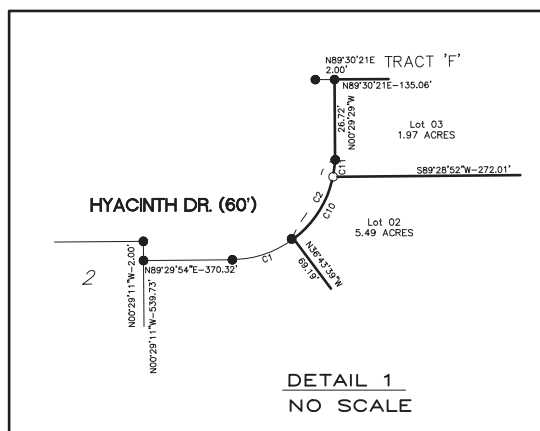 N89°30'21E
2.00'
TRACT 'F'
N89°30'21E-135.06'
26.72'
N00°29'29"W
Lot 03
1.97 ACRES
C11
S89°28'52"W-272.01'
C2
C10
HYACINTH DR. (60')
Lot 02
5.49 ACRES
N36°43'39"W
69.19'
C1
N89°29'54"E-370.32'
2
N00°29'11"W-2.00'
N00°29'11"W-539.73'
DETAIL 1
NO SCALE